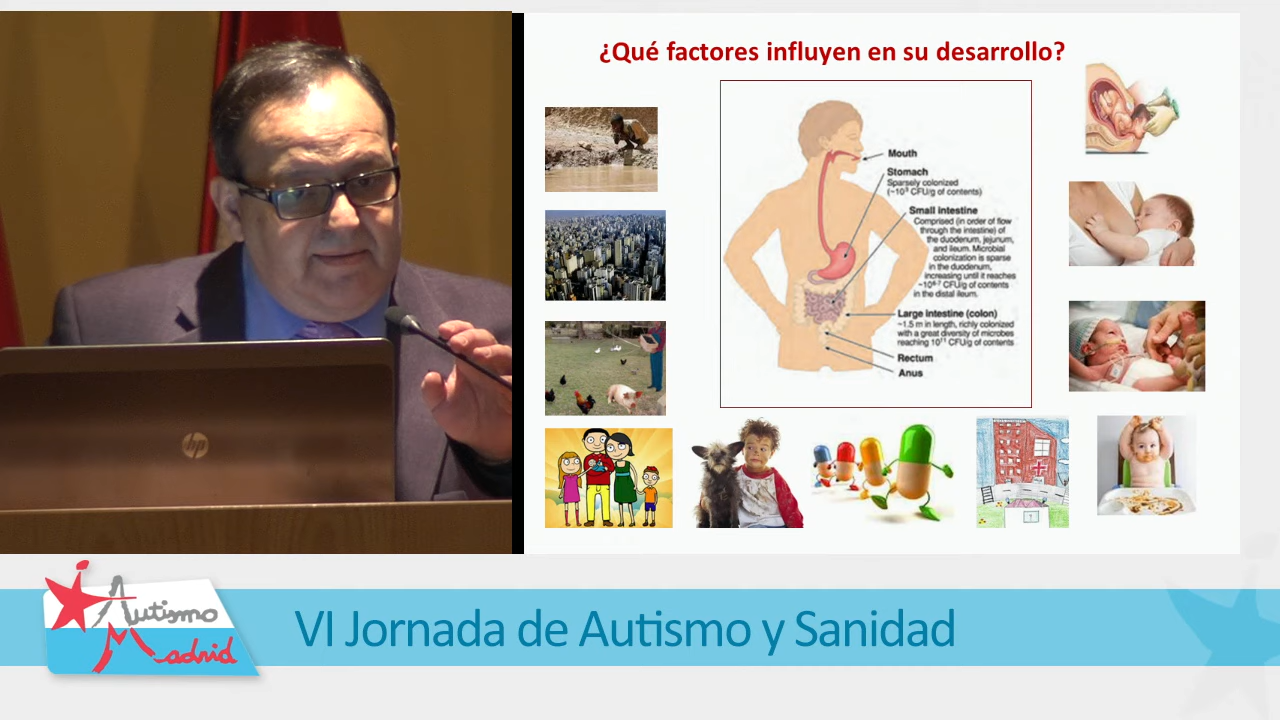 ¿Qué factores influyen en su desarrollo?
Mouth
Stomach
Sparsely colonized
(~10³ CFU/g of contents)
Small intestine
Comprised (in order of flow
through the intestine) of
the duodenum, jejunum,
and ileum. Microbial
colonization is sparse
in the duodenum,
increasing until it reaches
~10⁶⁻⁷ CFU/g of contents
in the distal ileum.
Large intestine (colon)
~1.5 m in length, richly colonized
with a great diversity of microbes
reaching 10¹¹ CFU/g of contents
Rectum
Anus
hp
Autismo
Madrid
VI Jornada de Autismo y Sanidad